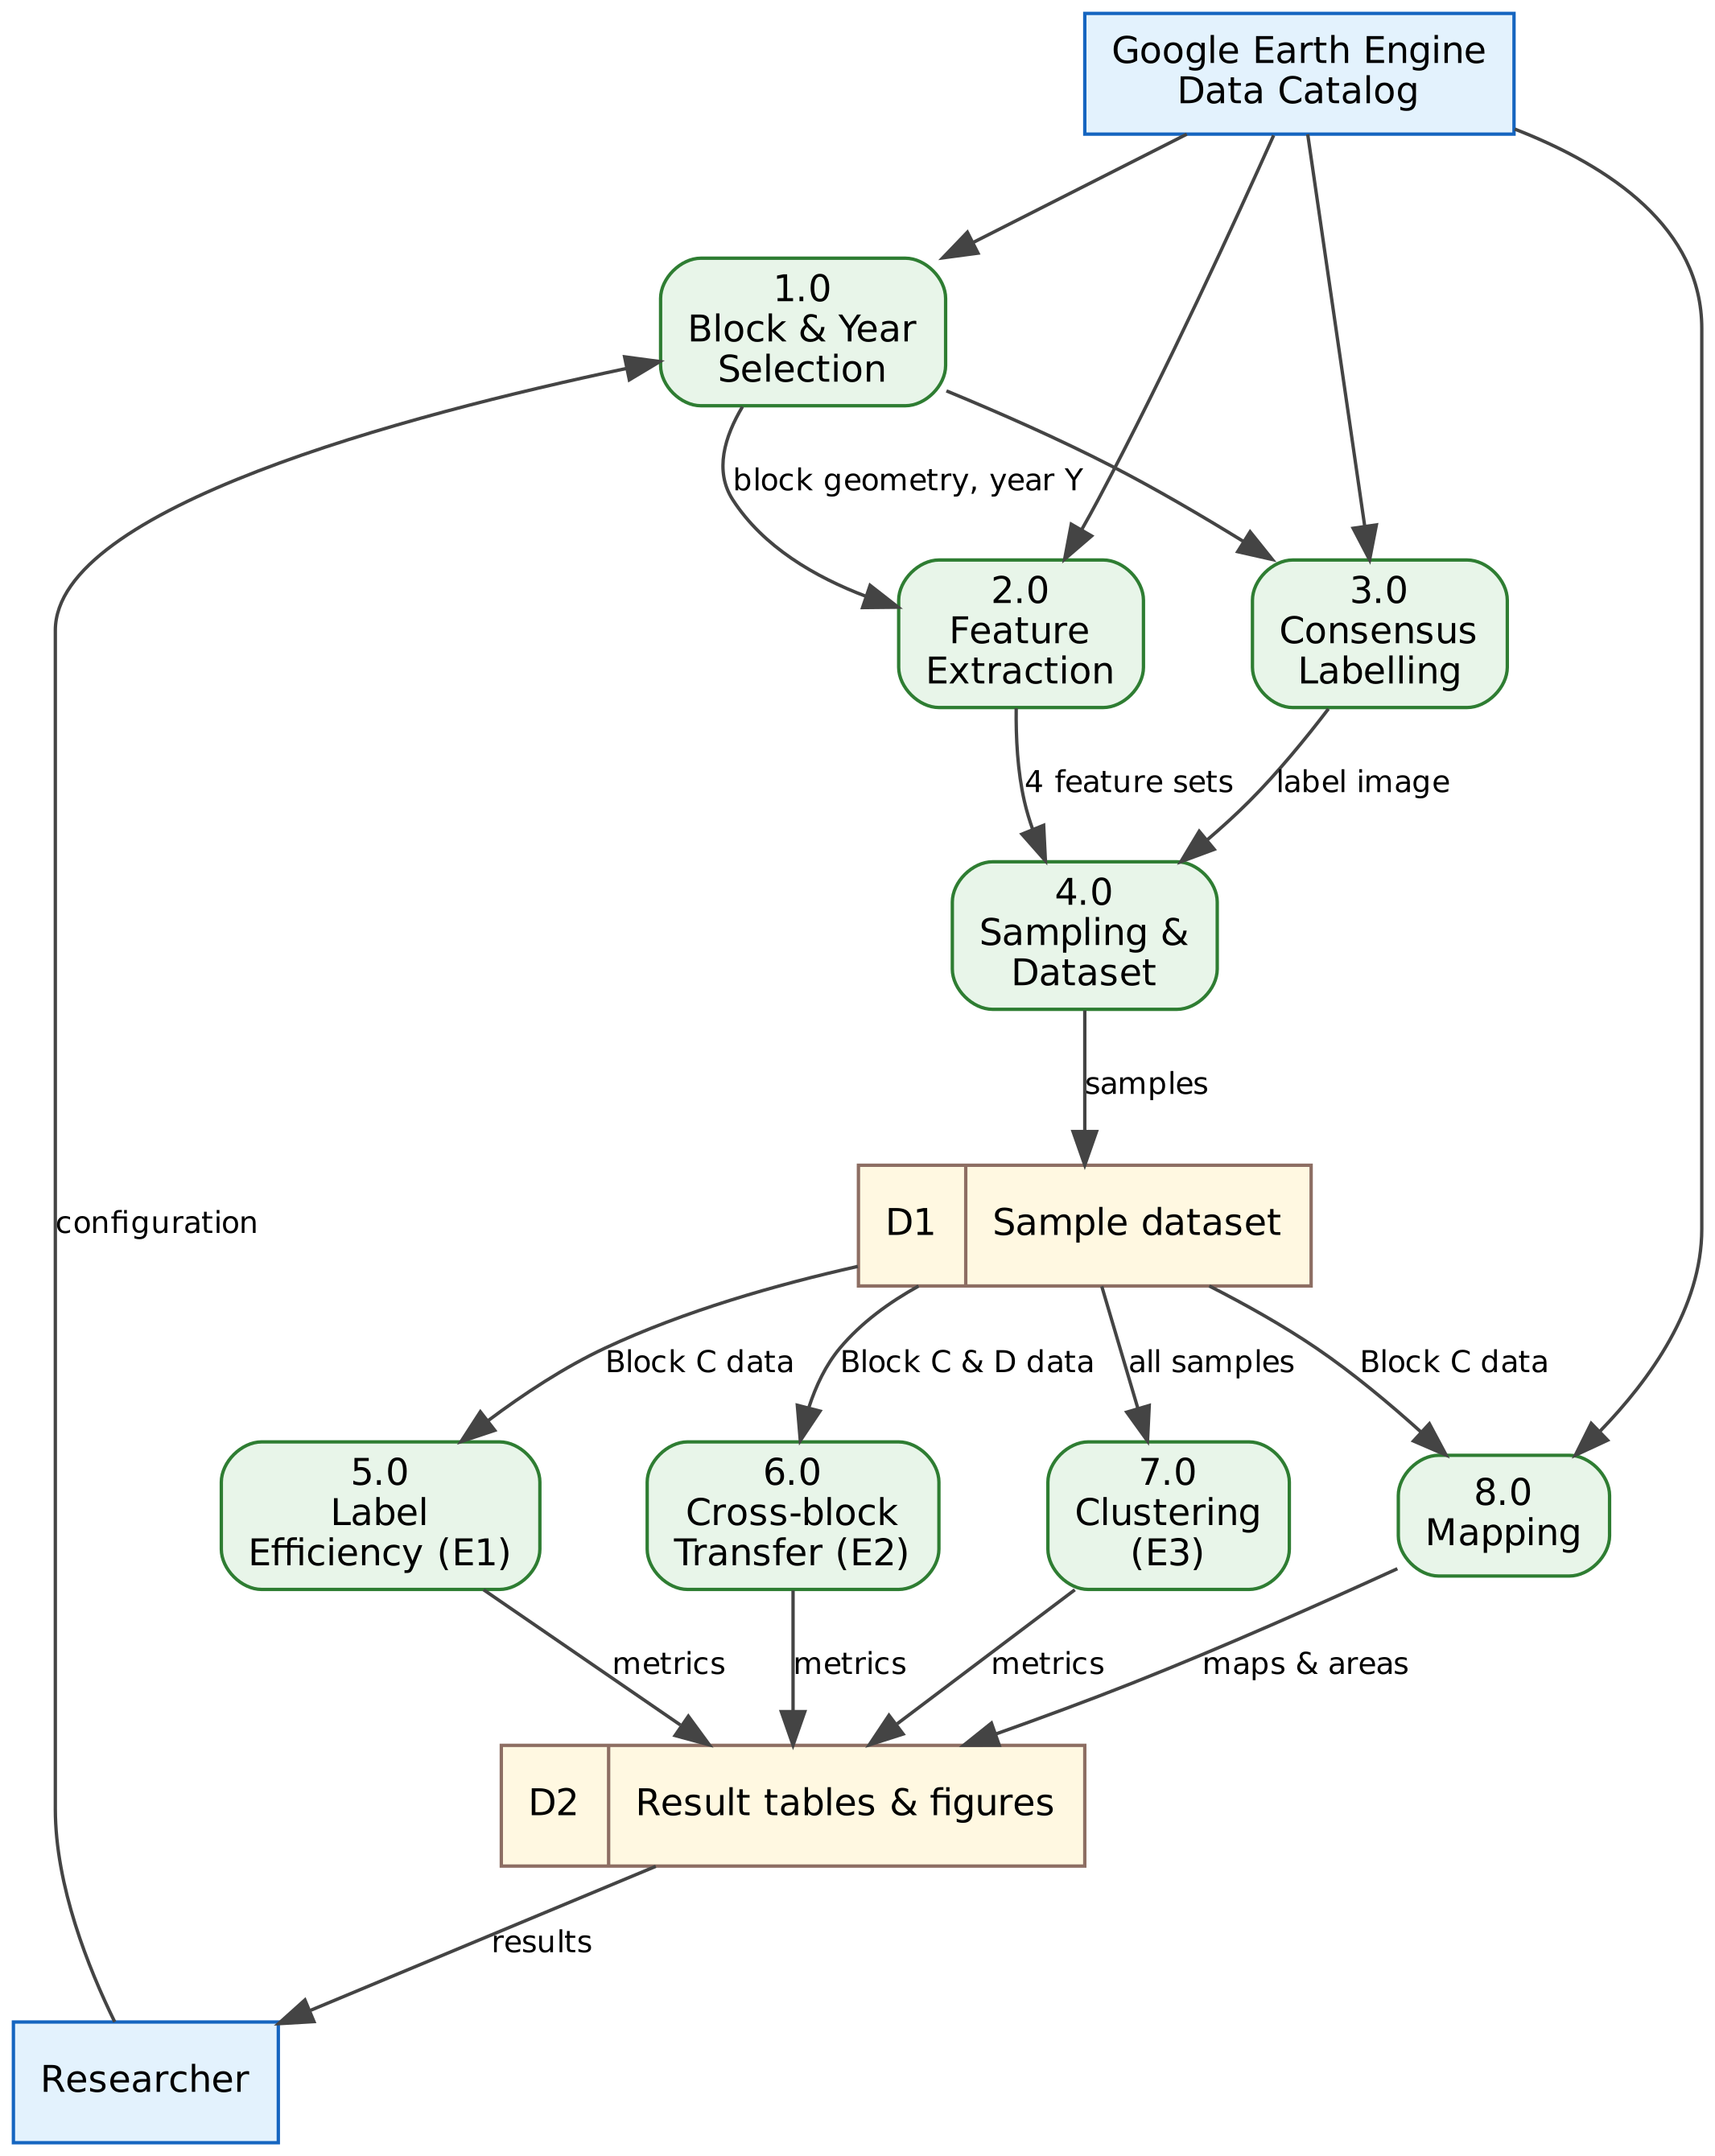 Google Earth Engine
Data Catalog
1.0
Block & Year
Selection
block geometry, year Y
2.0
Feature
Extraction
3.0
Consensus
Labelling
4 feature sets
label image
4.0
Sampling &
Dataset
samples
configuration
D1
Sample dataset
Block C data
Block C & D data
all samples
Block C data
5.0
Label
Efficiency (E1)
6.0
Cross-block
Transfer (E2)
7.0
Clustering
(E3)
8.0
Mapping
metrics
metrics
metrics
maps & areas
D2
Result tables & figures
results
Researcher